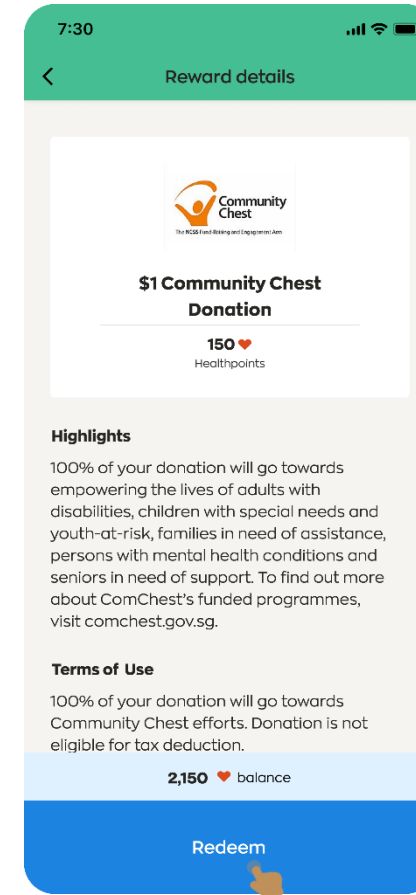 7:30
Reward details
Community
Chest
The NCSS Fund-Raising and Engagement Arm
$1 Community Chest
Donation
150
Healthpoints
Highlights
100% of your donation will go towards
empowering the lives of adults with
disabilities, children with special needs and
youth-at-risk, families in need of assistance,
persons with mental health conditions and
seniors in need of support. To find out more
about ComChest's funded programmes,
visit comchest.gov.sg.
Terms of Use
100% of your donation will go towards
Community Chest efforts. Donation is not
eligible for tax deduction.
2,150 balance
Redeem